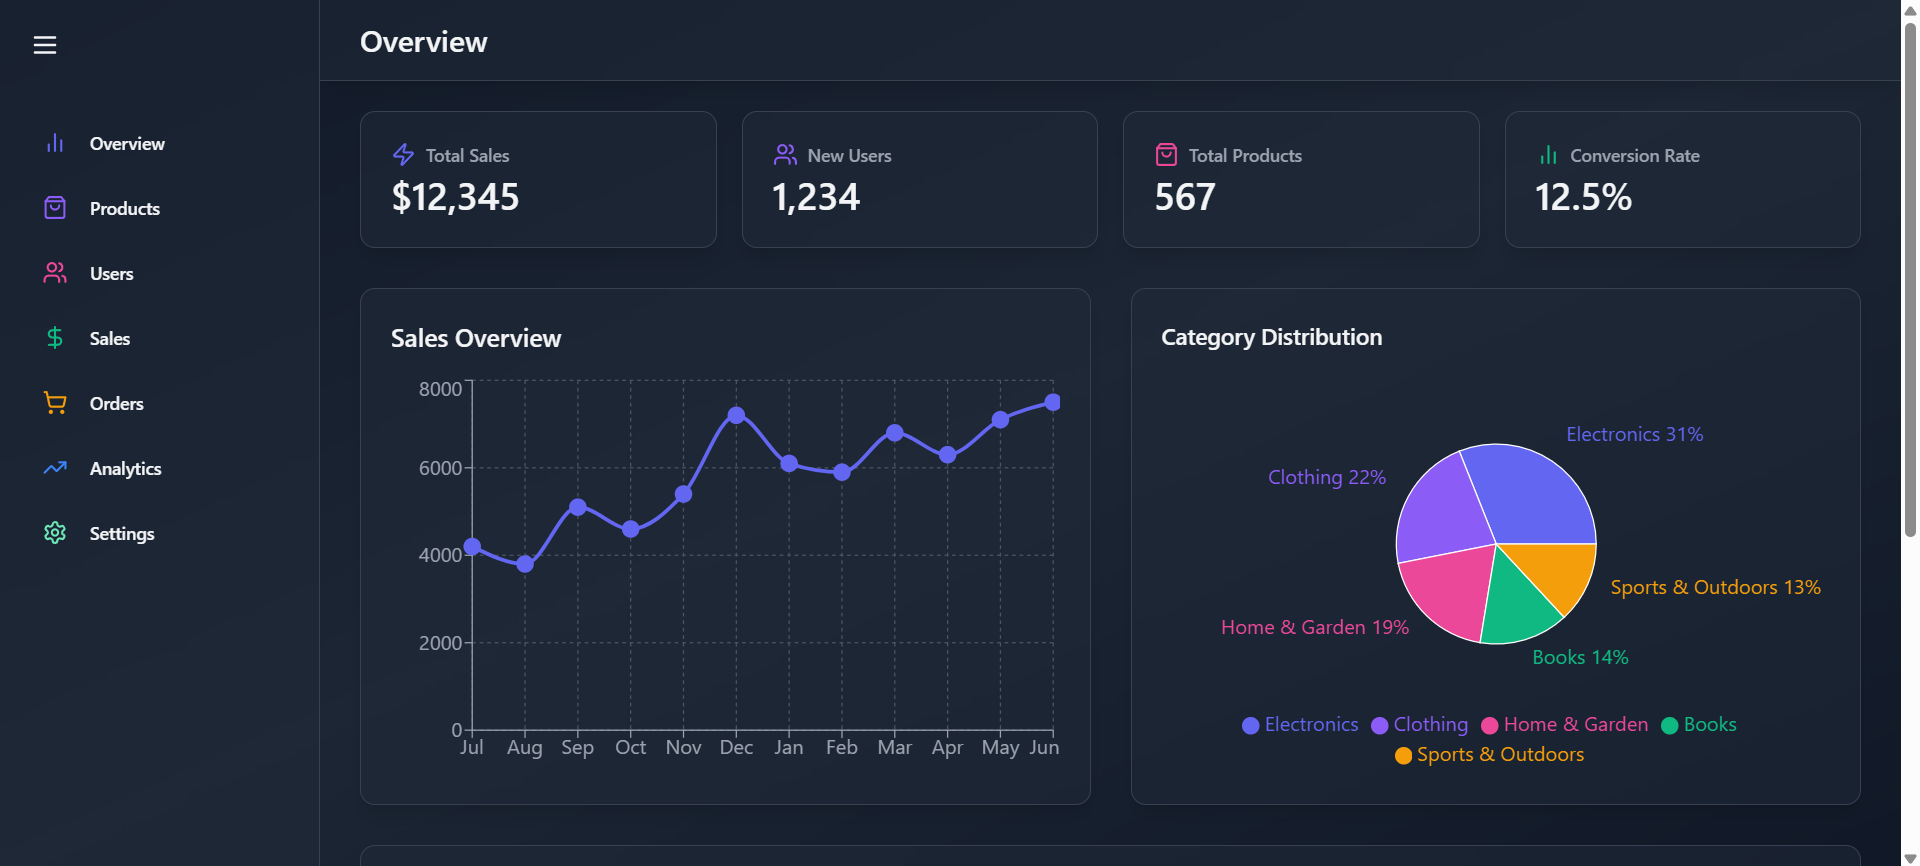 Overview
Overview
Products
Users
Sales
Orders
Analytics
Settings
Total Sales
$12,345
New Users
1,234
Total Products
567
Conversion Rate
12.5%
Sales Overview
8000
6000
4000
2000
0
Jul Aug Sep Oct Nov Dec Jan Feb Mar Apr May Jun
Category Distribution
Electronics 31%
Clothing 22%
Sports & Outdoors 13%
Home & Garden 19%
Books 14%
Electronics Clothing Home & Garden Books
Sports & Outdoors